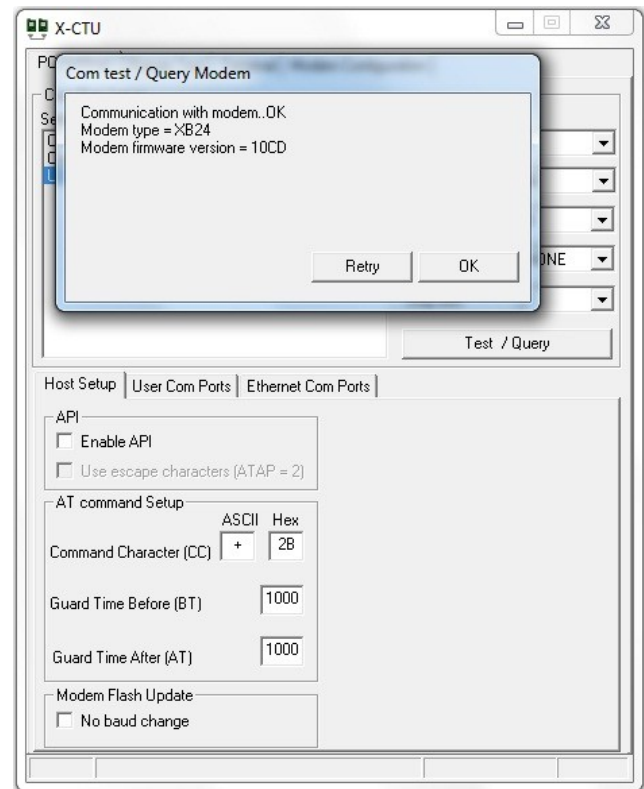 X-CTU
PC
Com test / Query Modem
Communication with modem..OK
Modem type = XB24
Modem firmware version = 10CD
Retry
OK
Test / Query
Host Setup
User Com Ports
Ethernet Com Ports
API
Enable API
Use escape characters (ATAP = 2)
AT command Setup
ASCII Hex
Command Character (CC) + 2B
Guard Time Before (BT) 1000
Guard Time After (AT) 1000
Modem Flash Update
No baud change